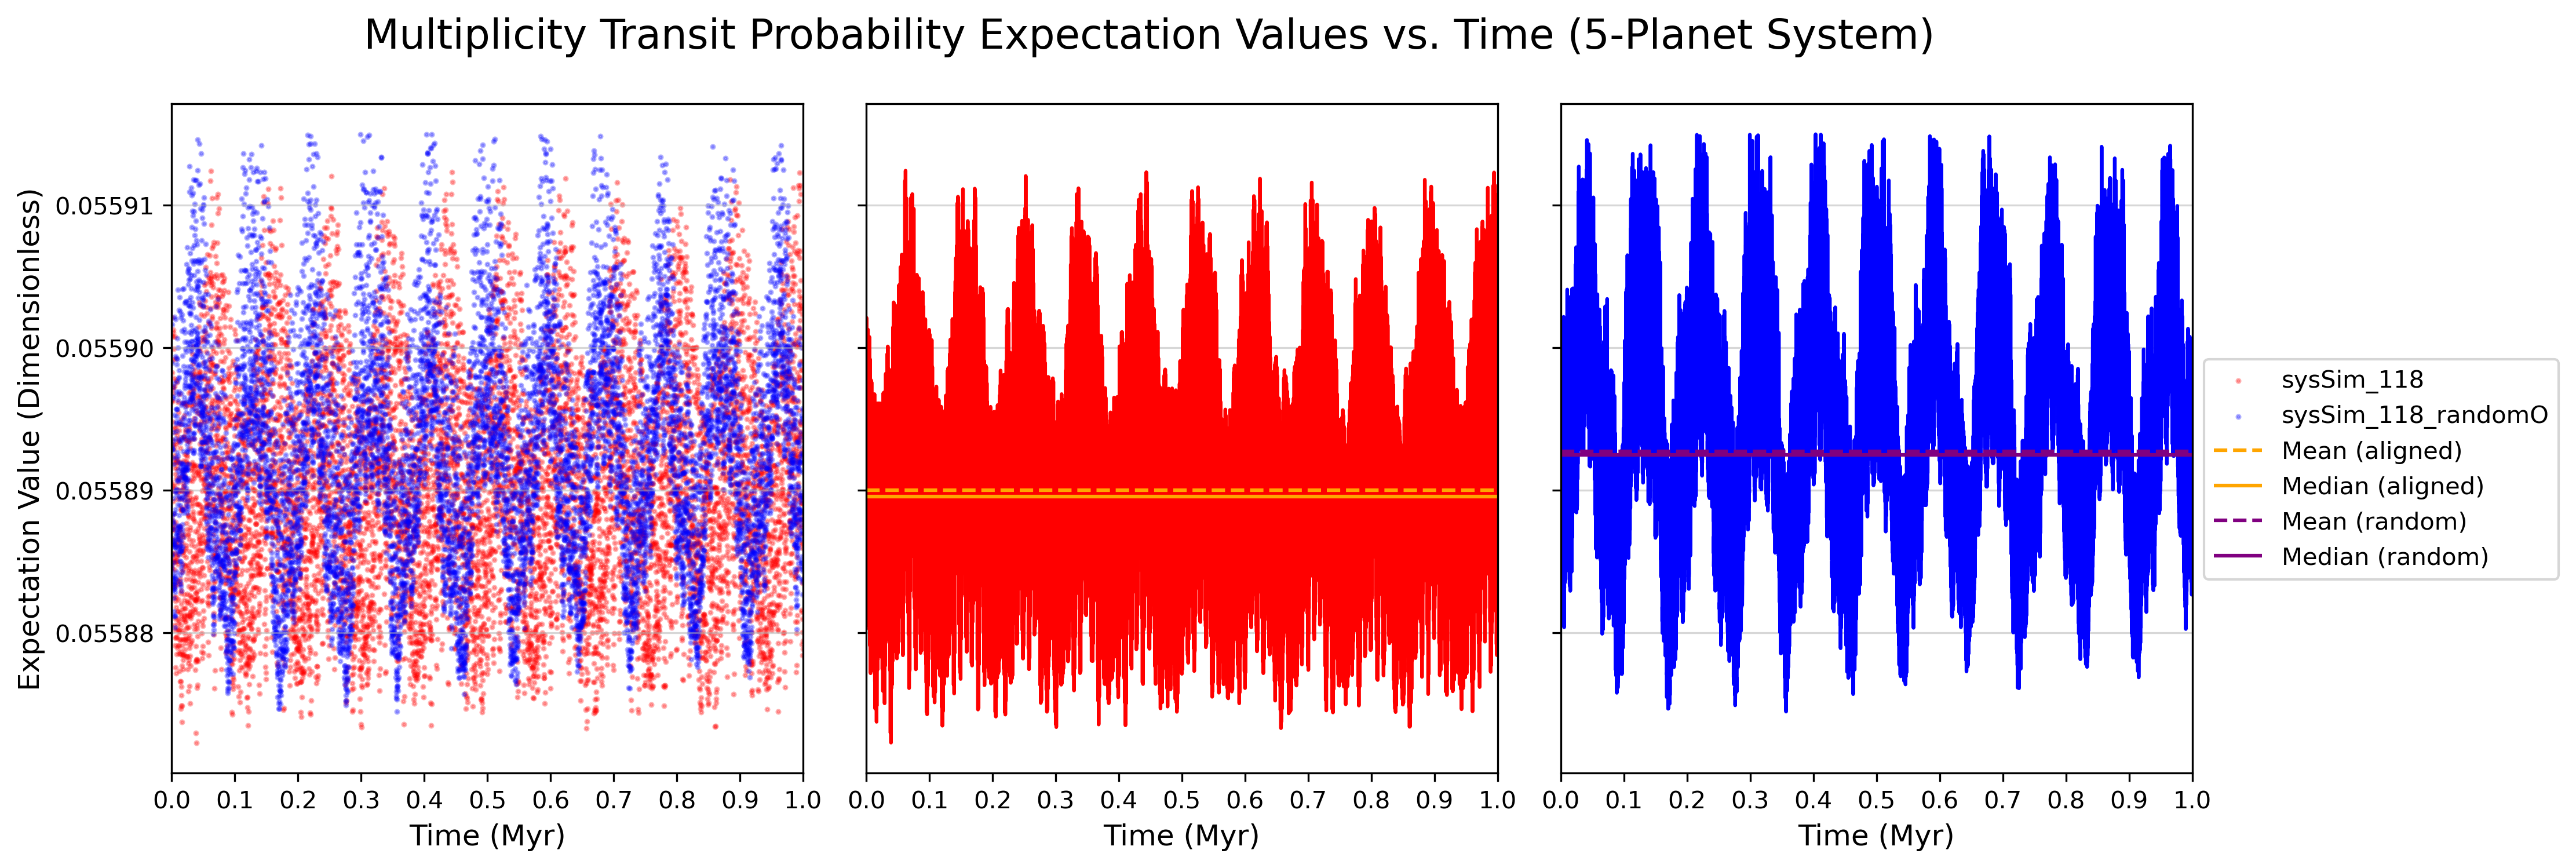 Multiplicity Transit Probability Expectation Values vs. Time (5-Planet System)
Expectation Value (Dimensionless)
0.05591
0.05590
0.05589
0.05588
0.0 0.1 0.2 0.3 0.4 0.5 0.6 0.7 0.8 0.9 1.0
Time (Myr)
0.0 0.1 0.2 0.3 0.4 0.5 0.6 0.7 0.8 0.9 1.0
Time (Myr)
0.0 0.1 0.2 0.3 0.4 0.5 0.6 0.7 0.8 0.9 1.0
Time (Myr)
sysSim_118
sysSim_118_randomO
Mean (aligned)
Median (aligned)
Mean (random)
Median (random)